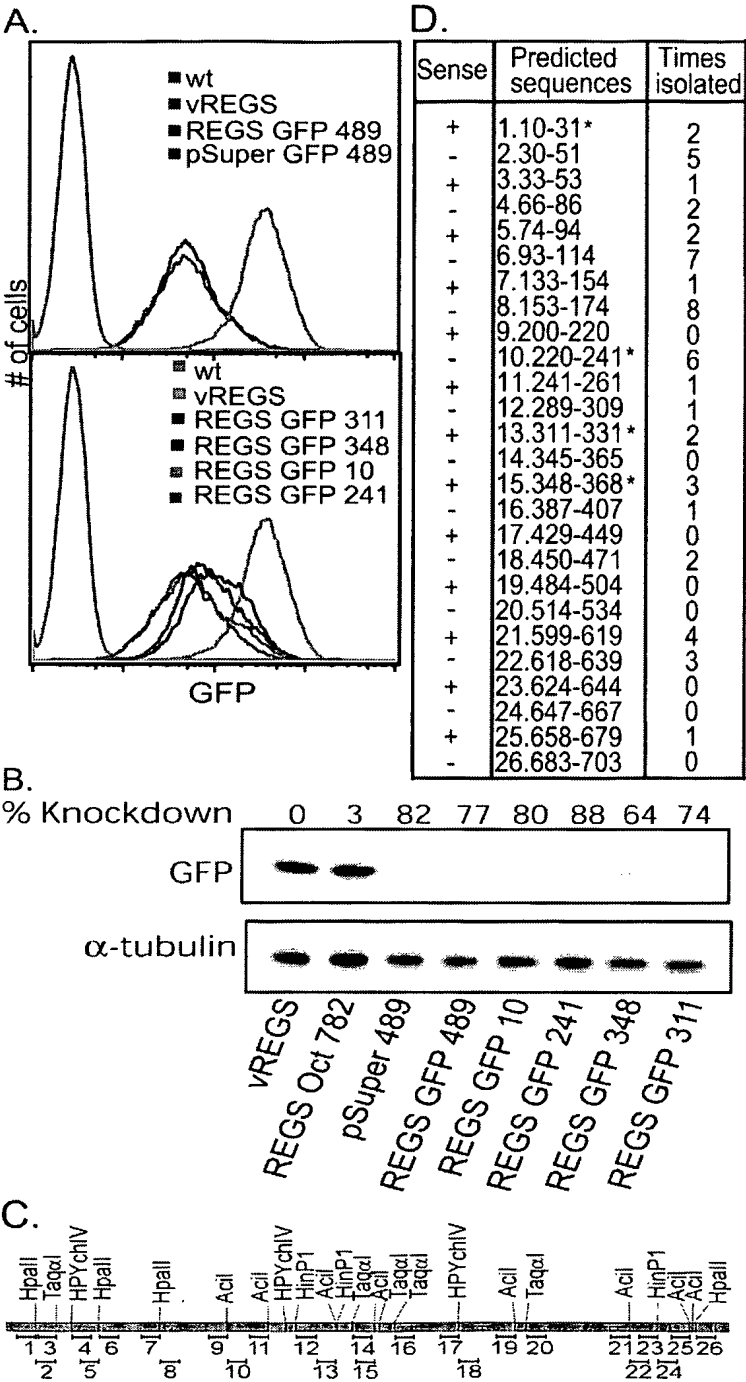 A.
wt
vREGS
REGS GFP 489
pSuper GFP 489
# of cells
wt
vREGS
REGS GFP 311
REGS GFP 348
REGS GFP 10
REGS GFP 241
GFP
D.
Sense Predicted sequences Times isolated
+ 1.10-31* 2
- 2.30-51 5
+ 3.33-53 1
- 4.66-86 2
+ 5.74-94 2
- 6.93-114 7
+ 7.133-154 1
- 8.153-174 8
+ 9.200-220 0
- 10.220-241* 6
+ 11.241-261 1
- 12.289-309 1
+ 13.311-331* 2
- 14.345-365 0
+ 15.348-368* 3
- 16.387-407 1
+ 17.429-449 0
- 18.450-471 2
+ 19.484-504 0
- 20.514-534 0
+ 21.599-619 4
- 22.618-639 3
+ 23.624-644 0
- 24.647-667 0
+ 25.658-679 1
- 26.683-703 0
B.
% Knockdown 0 3 82 77 80 88 64 74
GFP
α-tubulin
vREGS
REGS Oct 782
pSuper 489
REGS GFP 489
REGS GFP 10
REGS GFP 241
REGS GFP 348
REGS GFP 311
C.
HpaII TaqαI HPYchIV HpaII HpaII AciI AciI HPYchIV HinP1 AciI HinP1 TaqαI AciI TaqαI TaqαI HPYchIV AciI TaqαI AciI HinP1 AciI AciI HpaII
1 3 4 6 7 9 11 12 14 16 17 19 20 21 23 25 26
2 5 8 10 13 15 18 22 24